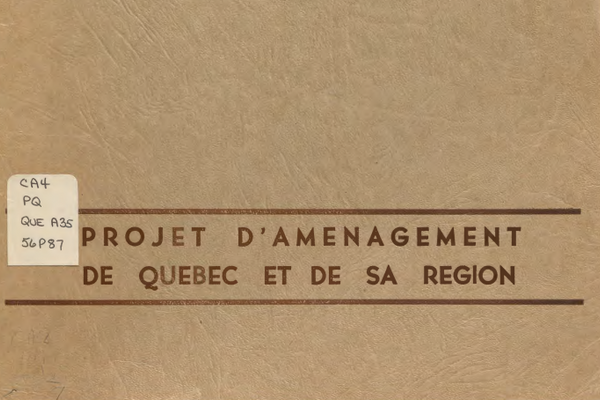 CA4
PQ
QUE A35
56P87
PROJET D'AMENAGEMENT
DE QUEBEC ET DE SA REGION